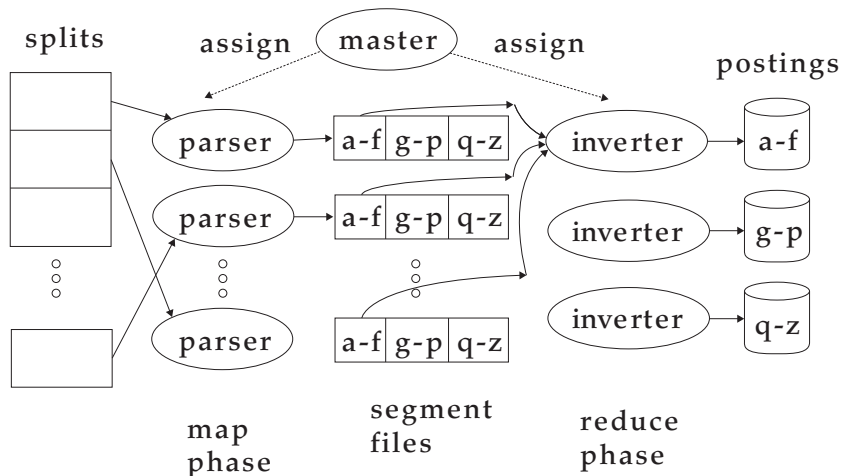 splits
assign
master
assign
postings
parser
a-f g-p q-z
inverter
a-f
parser
a-f g-p q-z
inverter
g-p
parser
a-f g-p q-z
inverter
q-z
map
phase
segment
files
reduce
phase